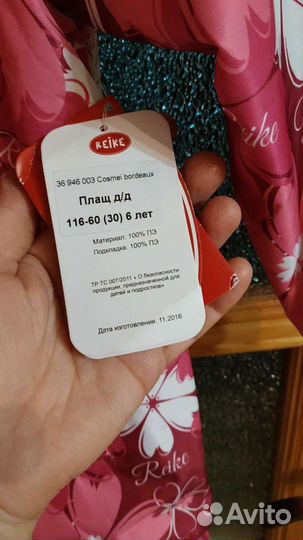 REIKE
36 946 003 Cosmei bordeaux
Плащ д/д
116-60 (30) 6 лет
Материал: 100% ПЭ
Подкладка: 100% ПЭ
ТР ТС 007/2011 « О безопасности
продукции, предназначенной для
детей и подростков»
Дата изготовления: 11.2016
Reike
Reike
Avito